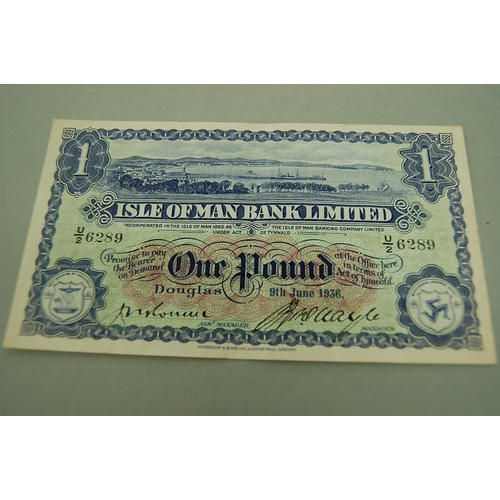 1 1
ISLE OF MAN BANK LIMITED
INCORPORATED IN THE ISLE OF MAN 1865 AS THE ISLE OF MAN BANKING COMPANY LIMITED
UNDER ACT OF TYNWALD
U/2 6289 U/2 6289
Promise to pay the Bearer on Demand
One Pound
at the Office here in terms of Act of Tynwald.
Douglas 9th June 1936.
ASST MANAGER. MANAGER.